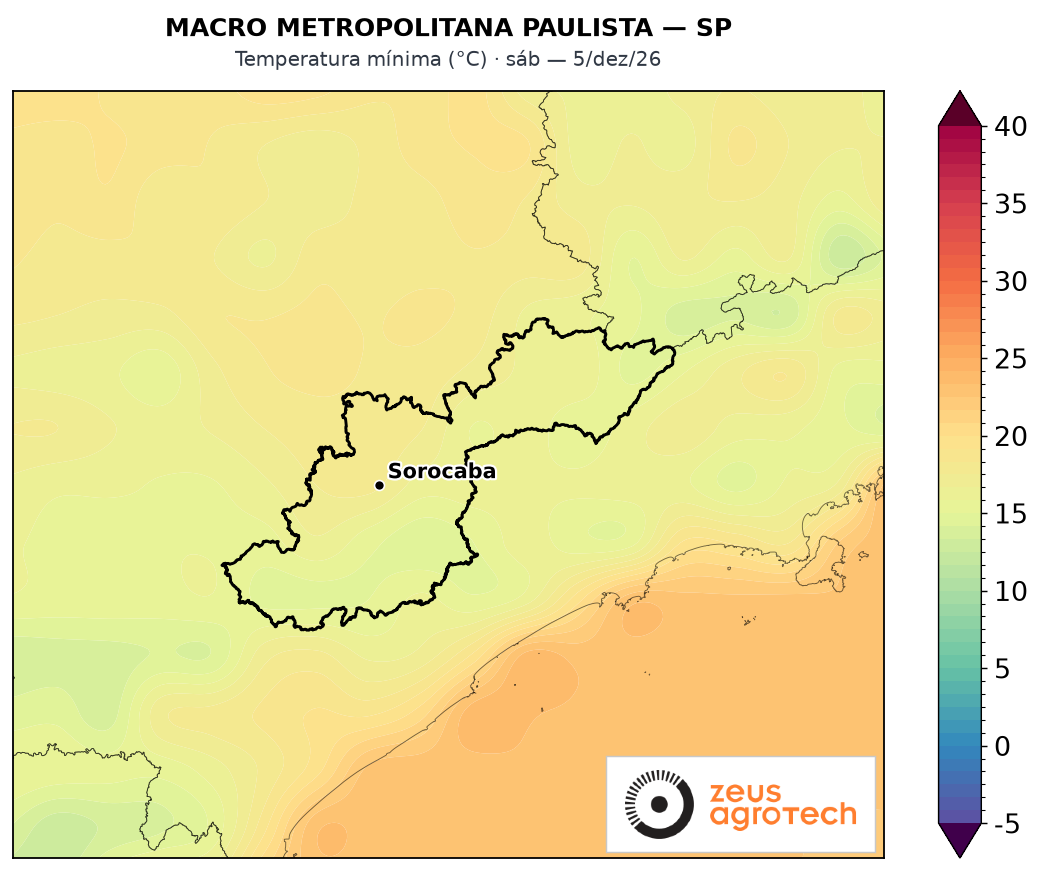 MACRO METROPOLITANA PAULISTA — SP
Temperatura mínima (°C) · sáb — 5/dez/26
Sorocaba
40
35
30
25
20
15
10
5
0
-5
zeus
agrotech